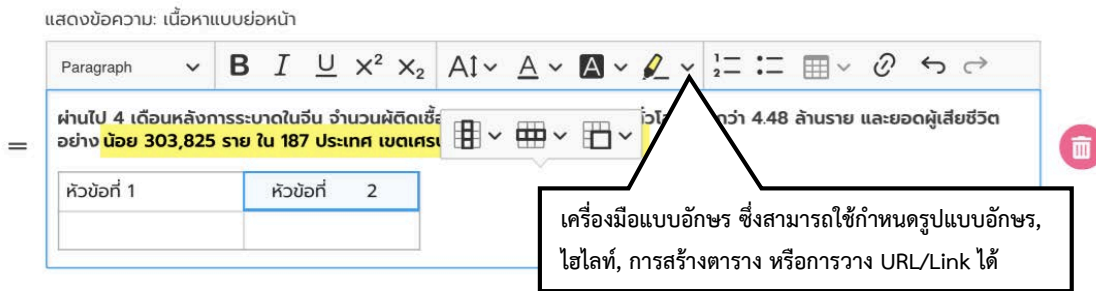 แสดงข้อความ: เนื้อหาแบบย่อหน้า
Paragraph B I U X² X₂ A A A
ผ่านไป 4 เดือนหลังการระบาดในจีน จำนวนผู้ติดเชื้ กว่า 4.48 ล้านราย และยอดผู้เสียชีวิต
อย่าง น้อย 303,825 ราย ใน 187 ประเทศ
หัวข้อที่ 1 หัวข้อที่ 2
เครื่องมือแบบอักษร ซึ่งสามารถใช้กำหนดรูปแบบอักษร,
ไฮไลท์, การสร้างตาราง หรือการวาง URL/Link ได้